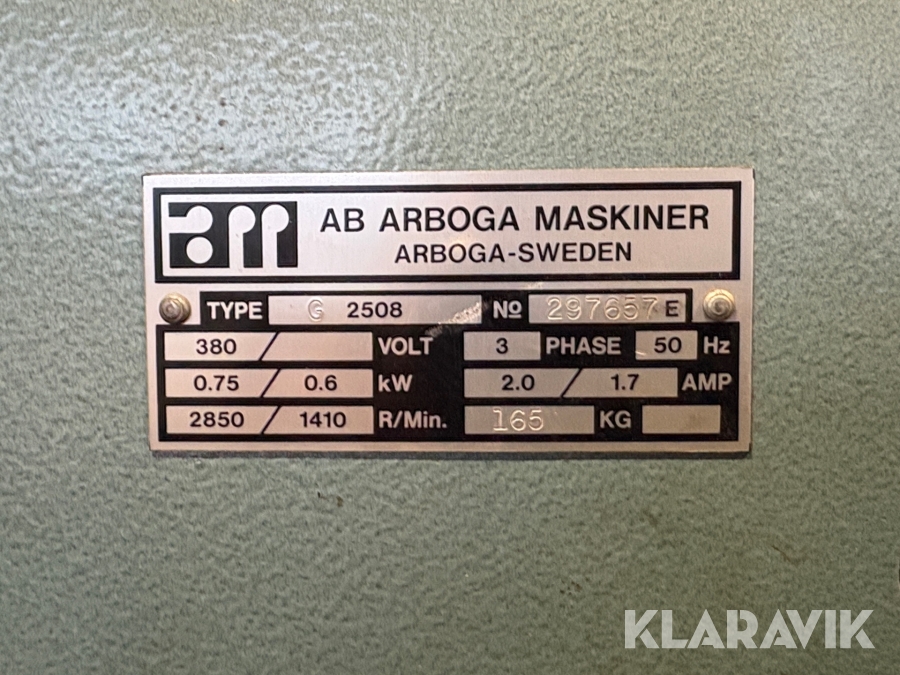 am AB ARBOGA MASKINER
ARBOGA-SWEDEN
TYPE G 2508 Nº 297657 E
380 / VOLT 3 PHASE 50 Hz
0.75 / 0.6 kW 2.0 / 1.7 AMP
2850 / 1410 R/Min. 165 KG
KLARAVIK